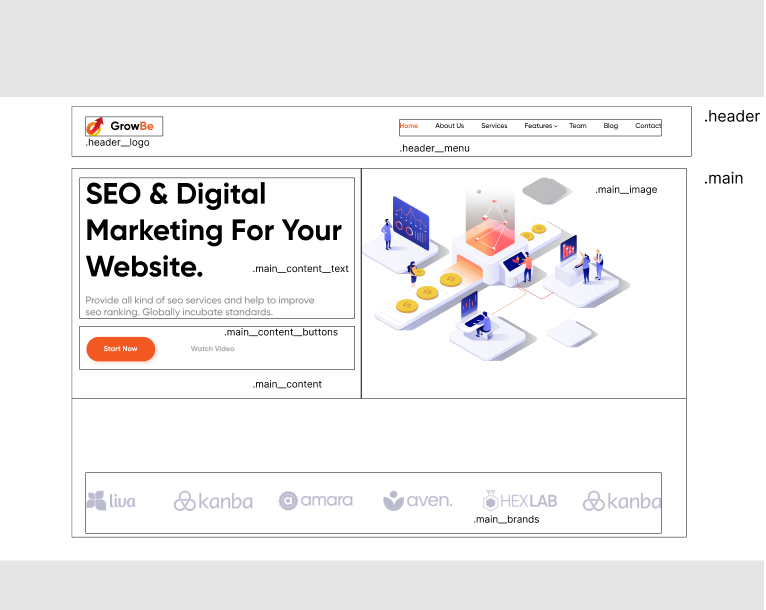 .header
GrowBe
.header__logo
Home About Us Services Features Team Blog Contact
.header__menu
.main
SEO & Digital
Marketing For Your
Website.
.main__content__text
Provide all kind of seo services and help to improve
seo ranking. Globally incubate standards.
.main__content__buttons
Start Now Watch Video
.main__content
.main__image
liva kanba amara aven. HEXLAB kanba
.main__brands